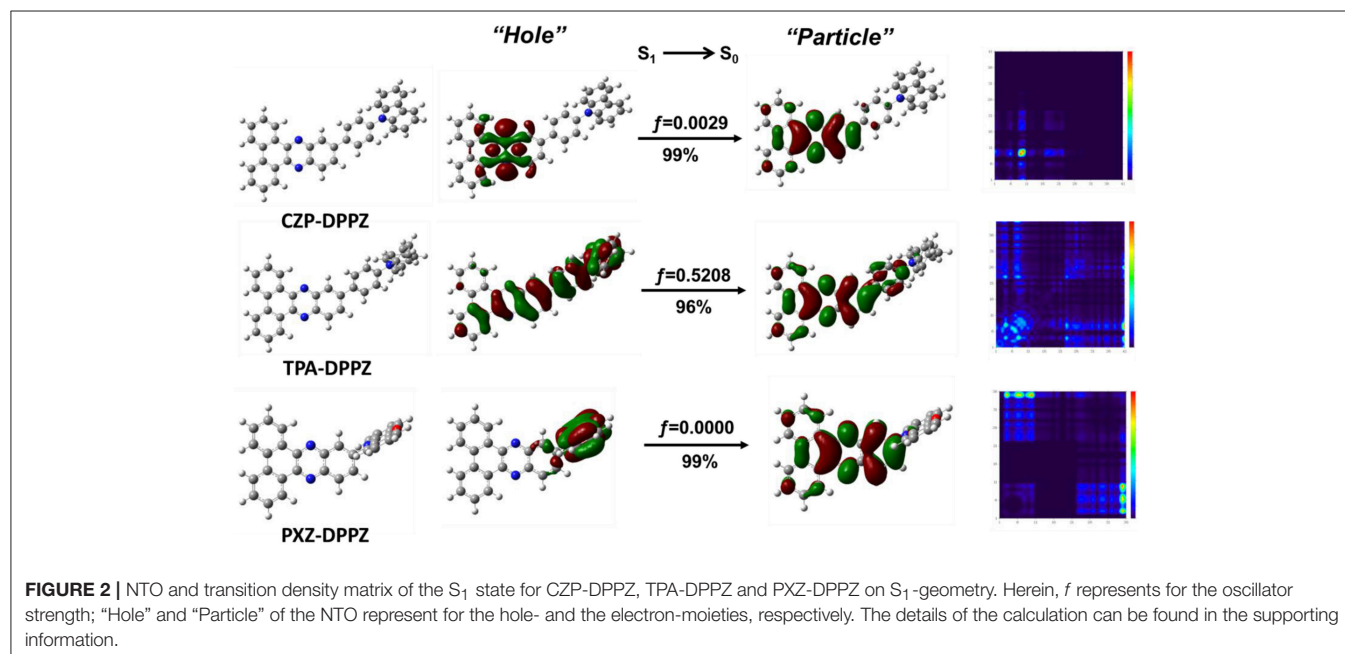 “Hole”
“Particle”
S1 ⟶ S0
f=0.0029
99%
CZP-DPPZ
f=0.5208
96%
TPA-DPPZ
f=0.0000
99%
PXZ-DPPZ
FIGURE 2 | NTO and transition density matrix of the S1 state for CZP-DPPZ, TPA-DPPZ and PXZ-DPPZ on S1-geometry. Herein, f represents for the oscillator
strength; “Hole” and “Particle” of the NTO represent for the hole- and the electron-moieties, respectively. The details of the calculation can be found in the supporting
information.